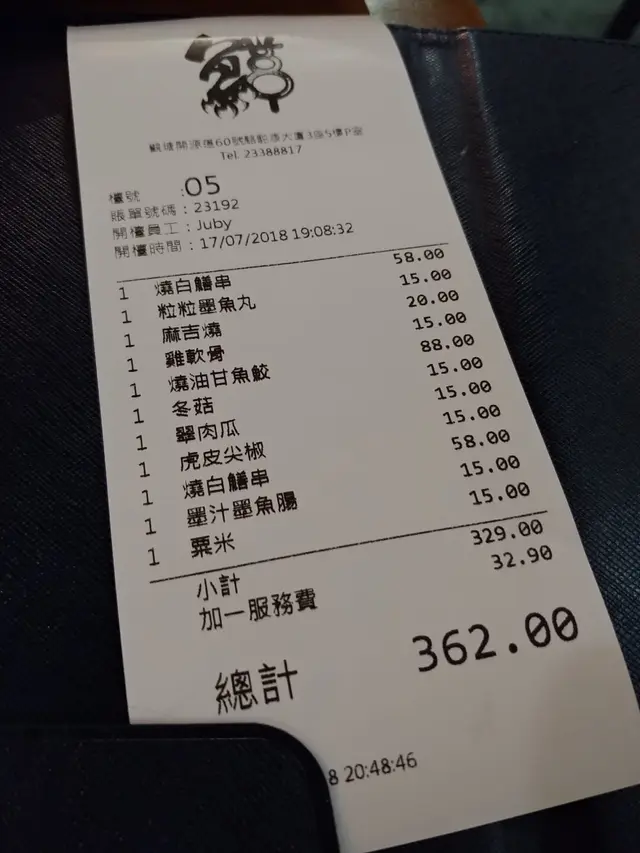 觀塘開源道60號駱駝漆大廈3座5樓P室
Tel: 23388817
檯號 :05
賬單號碼：23192
開檯員工：Juby
開檯時間：17/07/2018 19:08:32
1 燒白鱔串 58.00
1 粒粒墨魚丸 15.00
1 麻吉燒 20.00
1 雞軟骨 15.00
1 燒油甘魚鮫 88.00
1 冬菇 15.00
1 翠肉瓜 15.00
1 虎皮尖椒 15.00
1 燒白鱔串 58.00
1 墨汁墨魚腸 15.00
1 粟米 15.00
小計 329.00
加一服務費 32.90
總計 362.00
8 20:48:46